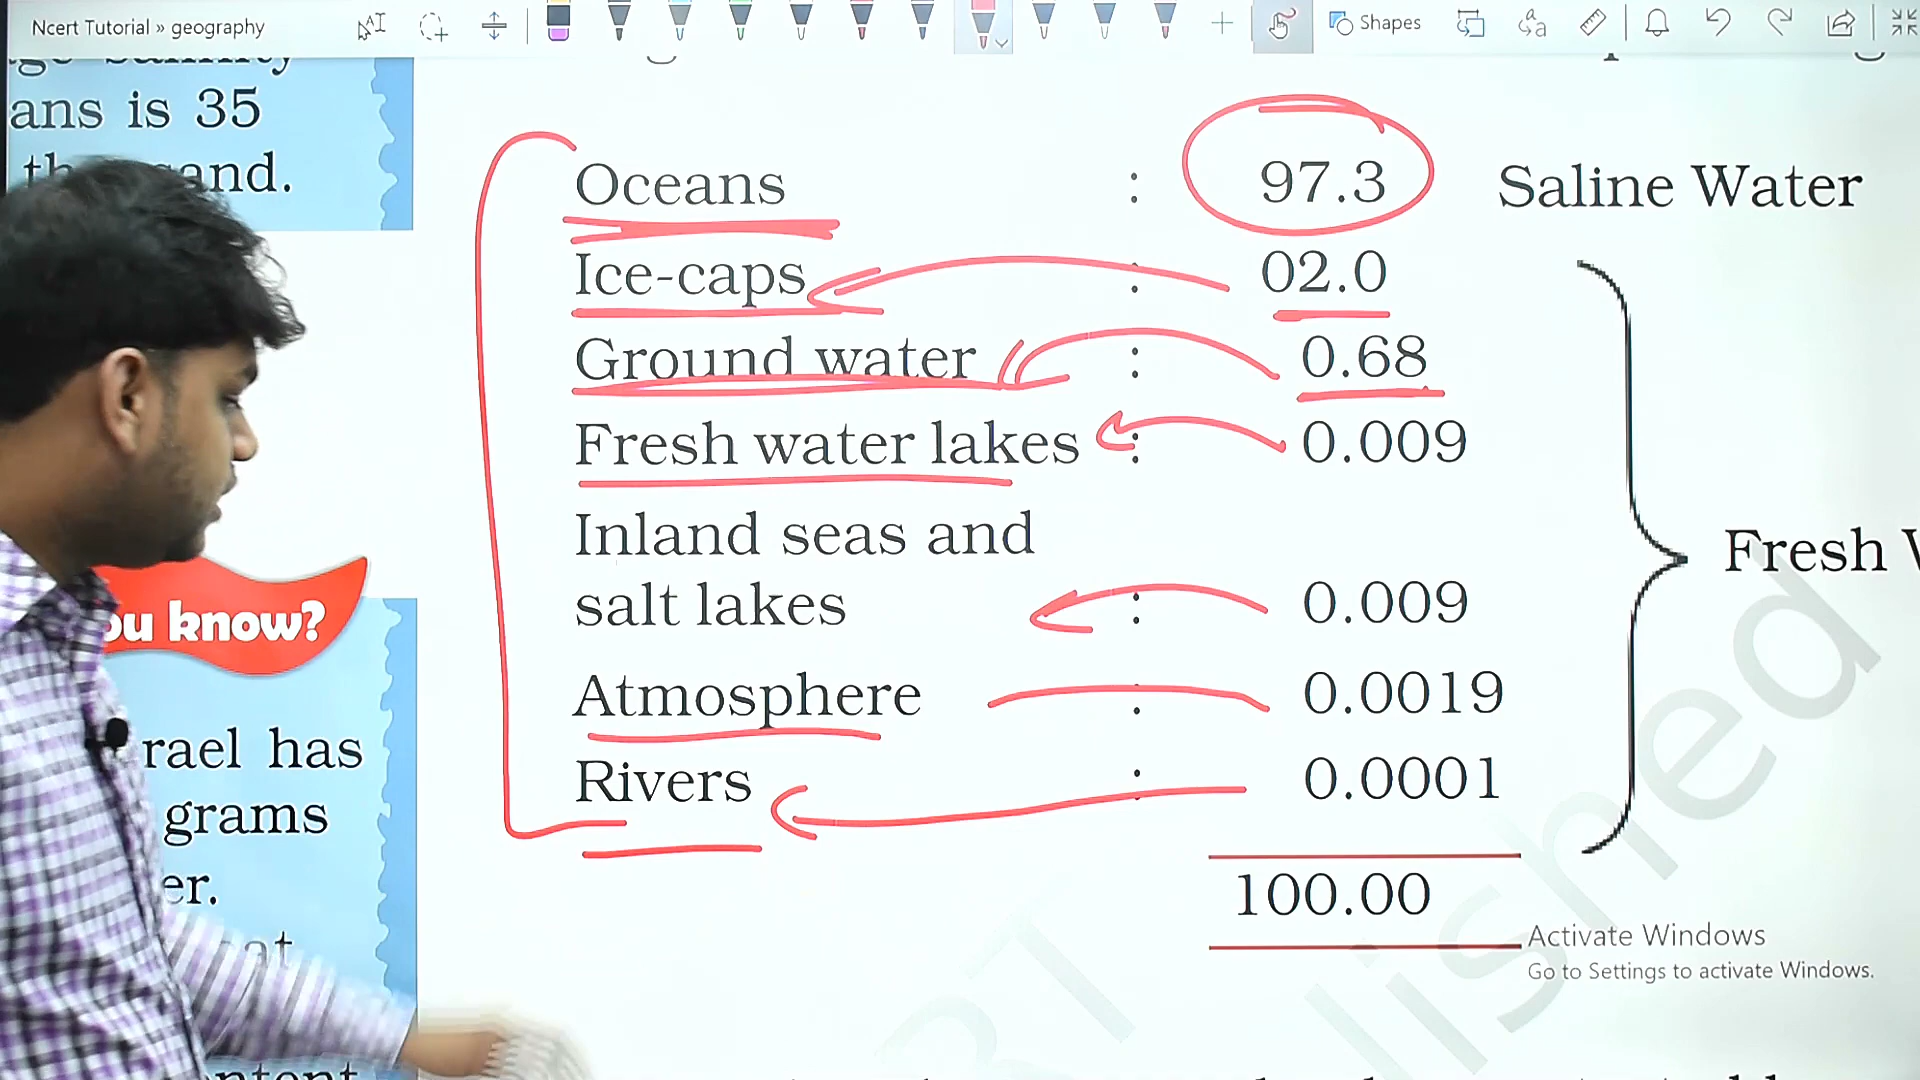 Ncert Tutorial » geography
Shapes
ans is 35
and.
Oceans : 97.3 Saline Water
Ice-caps : 02.0
Ground water : 0.68
Fresh water lakes : 0.009
Inland seas and
salt lakes : 0.009
Fresh
Atmosphere : 0.0019
Rivers : 0.0001
100.00
know?
has
grams
Activate Windows
Go to Settings to activate Windows.